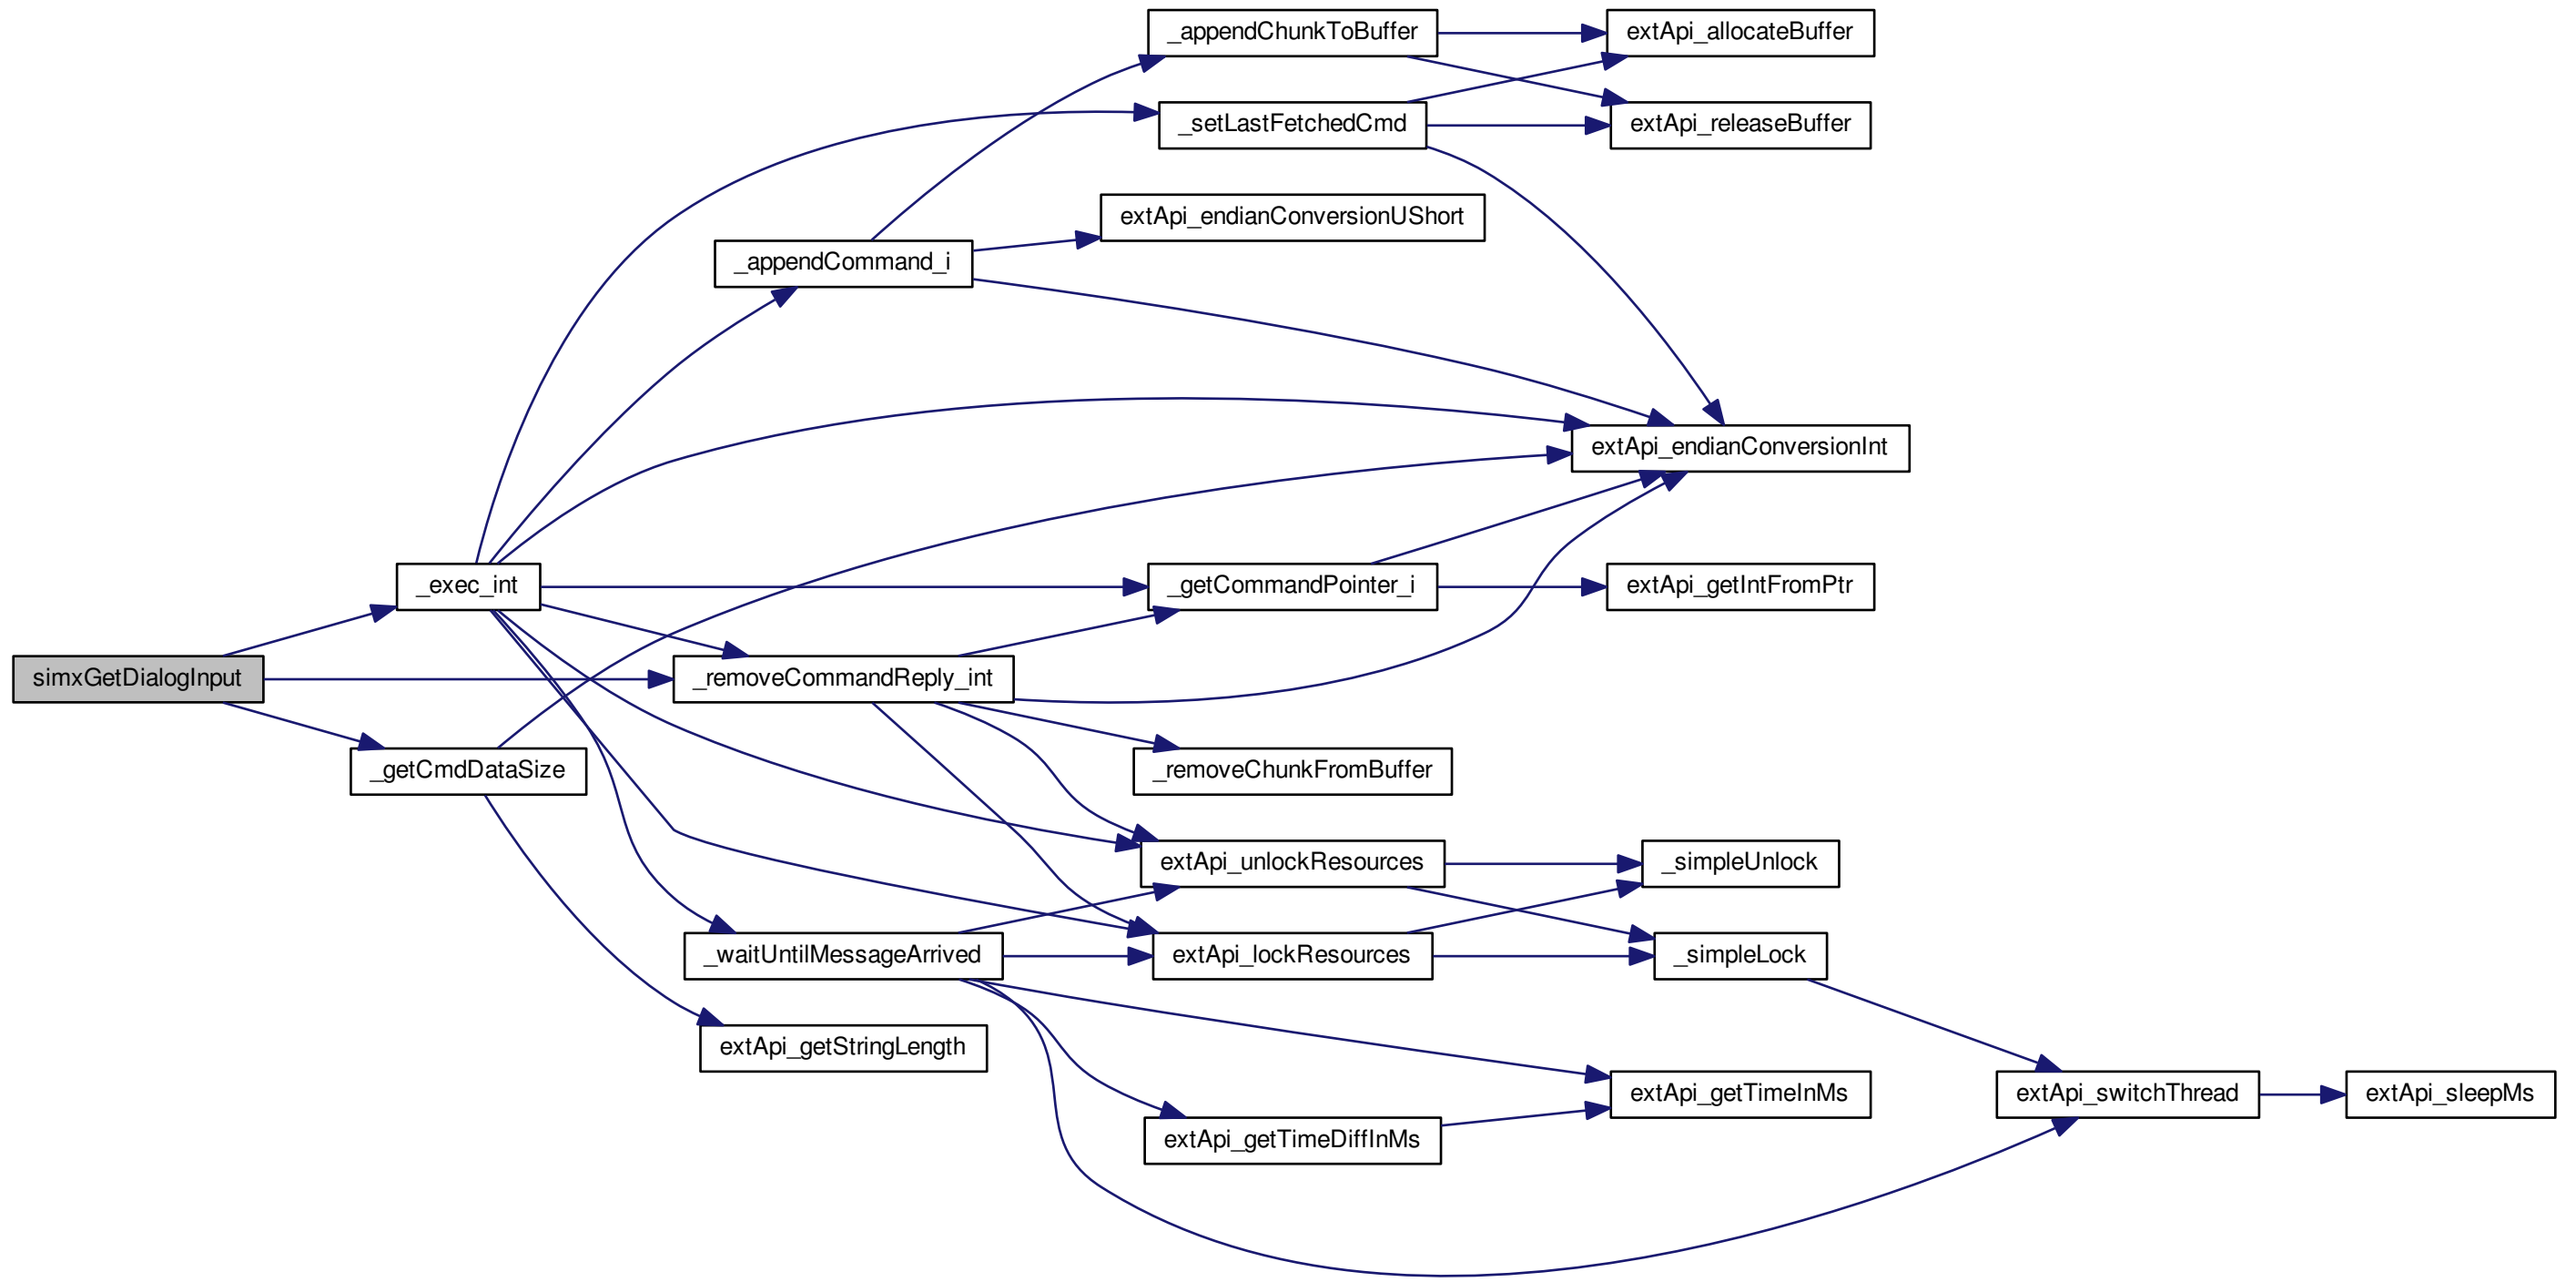 _appendChunkToBuffer
extApi_allocateBuffer
_setLastFetchedCmd
extApi_releaseBuffer
extApi_endianConversionUShort
_appendCommand_i
extApi_endianConversionInt
_exec_int
_getCommandPointer_i
extApi_getIntFromPtr
simxGetDialogInput
_removeCommandReply_int
_getCmdDataSize
_removeChunkFromBuffer
extApi_unlockResources
_simpleUnlock
_waitUntilMessageArrived
extApi_lockResources
_simpleLock
extApi_getStringLength
extApi_getTimeInMs
extApi_switchThread
extApi_sleepMs
extApi_getTimeDiffInMs